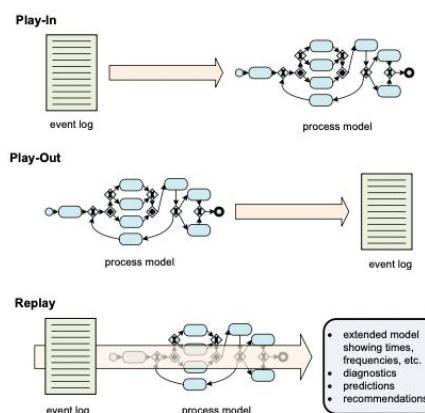 Play-In
event log
process model
Play-Out
process model
event log
Replay
event log
process model
• extended model
showing times,
frequencies, etc.
• diagnostics
• predictions
• recommendations